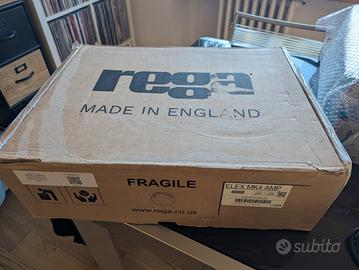 rega
MADE IN ENGLAND
FRAGILE
www.rega.co.uk
ELEX MK4 AMP
subito